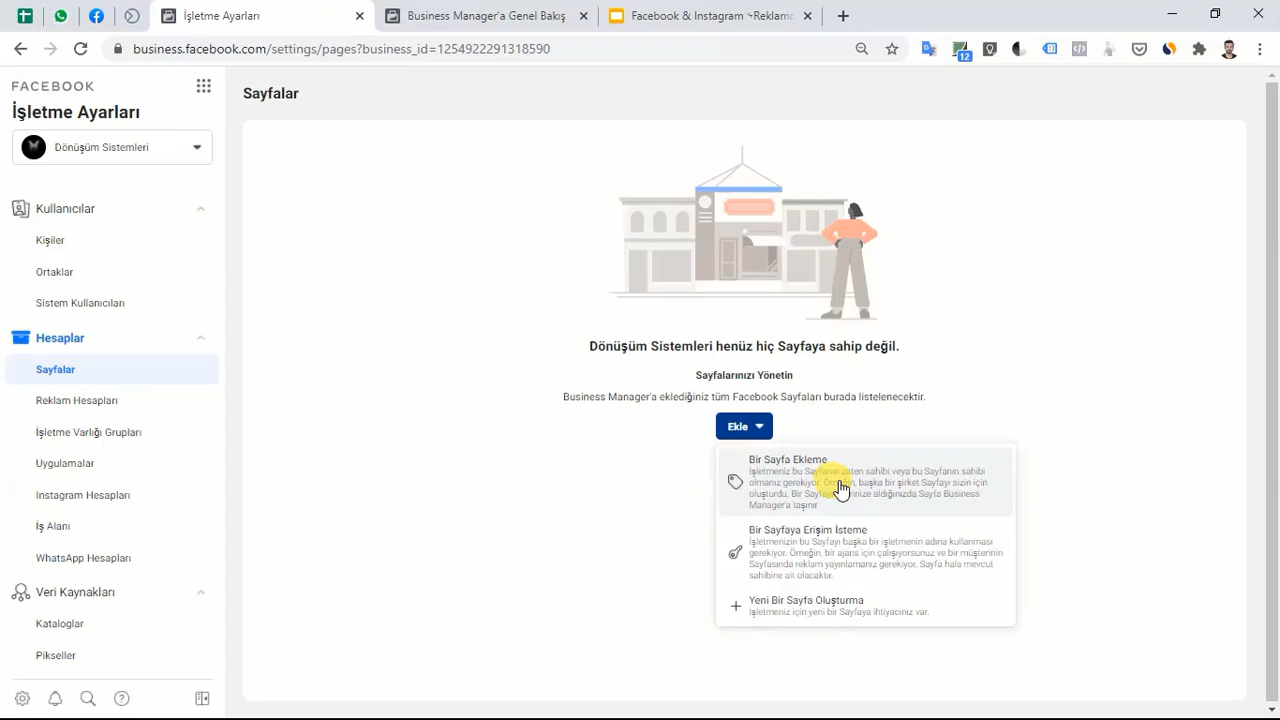 İşletme Ayarları
Business Manager'a Genel Bakış
Facebook & Instagram
business.facebook.com/settings/pages?business_id=1254922291318590
12
FACEBOOK
İşletme Ayarları
Dönüşüm Sistemleri
Kullanıcılar
Kişiler
Ortaklar
Sistem Kullanıcıları
Hesaplar
Sayfalar
Reklam Hesapları
İşletme Varlığı Grupları
Uygulamalar
Instagram Hesapları
İş Alanı
WhatsApp Hesapları
Veri Kaynakları
Kataloglar
Pikseller
Sayfalar
Dönüşüm Sistemleri henüz hiç Sayfaya sahip değil.
Sayfalarınızı Yönetin
Business Manager'a eklediğiniz tüm Facebook Sayfaları burada listelenecektir.
Ekle
Bir Sayfa Ekleme
İşletmeniz bu Sayfanın zaten sahibi veya bu Sayfanın sahibi
olmanız gerekiyor. Örneğin, başka bir şirket Sayfayı sizin için
oluşturdu. Bir Sayfayı üzerinize aldığınızda Sayfa Business
Manager'a taşınır
Bir Sayfaya Erişim İsteme
İşletmenizin bu Sayfayı başka bir işletmenin adına kullanması
gerekiyor. Örneğin, bir ajans için çalışıyorsunuz ve bir müşterinin
Sayfasında reklam yayınlamanız gerekiyor. Sayfa hala mevcut
sahibine ait olacaktır.
Yeni Bir Sayfa Oluşturma
İşletmeniz için yeni bir Sayfaya ihtiyacınız var.